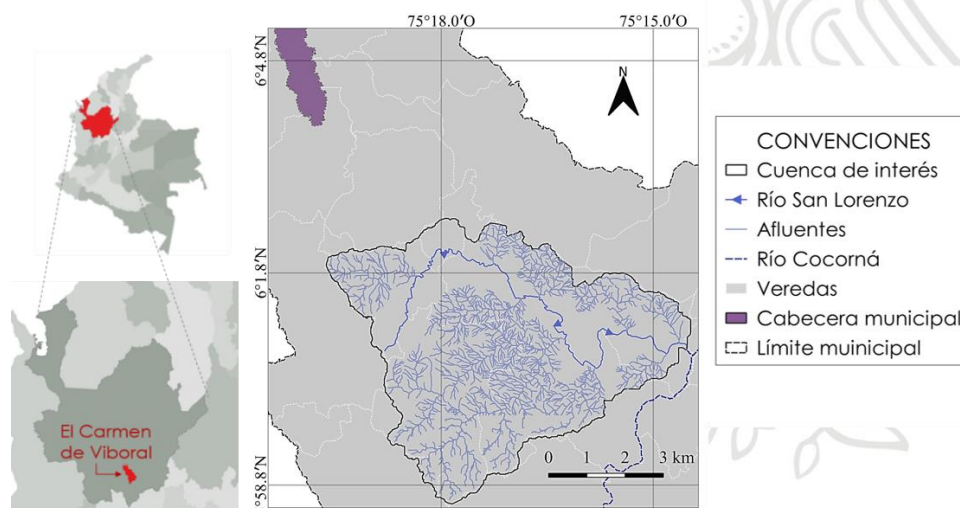 75°18.0′O
75°15.0′O
6°4.8′N
6°1.8′N
°58.8′N
N
0 1 2 3 km
El Carmen
de Viboral
CONVENCIONES
Cuenca de interés
Río San Lorenzo
Afluentes
Río Cocorná
Veredas
Cabecera municipal
Límite muinicipal